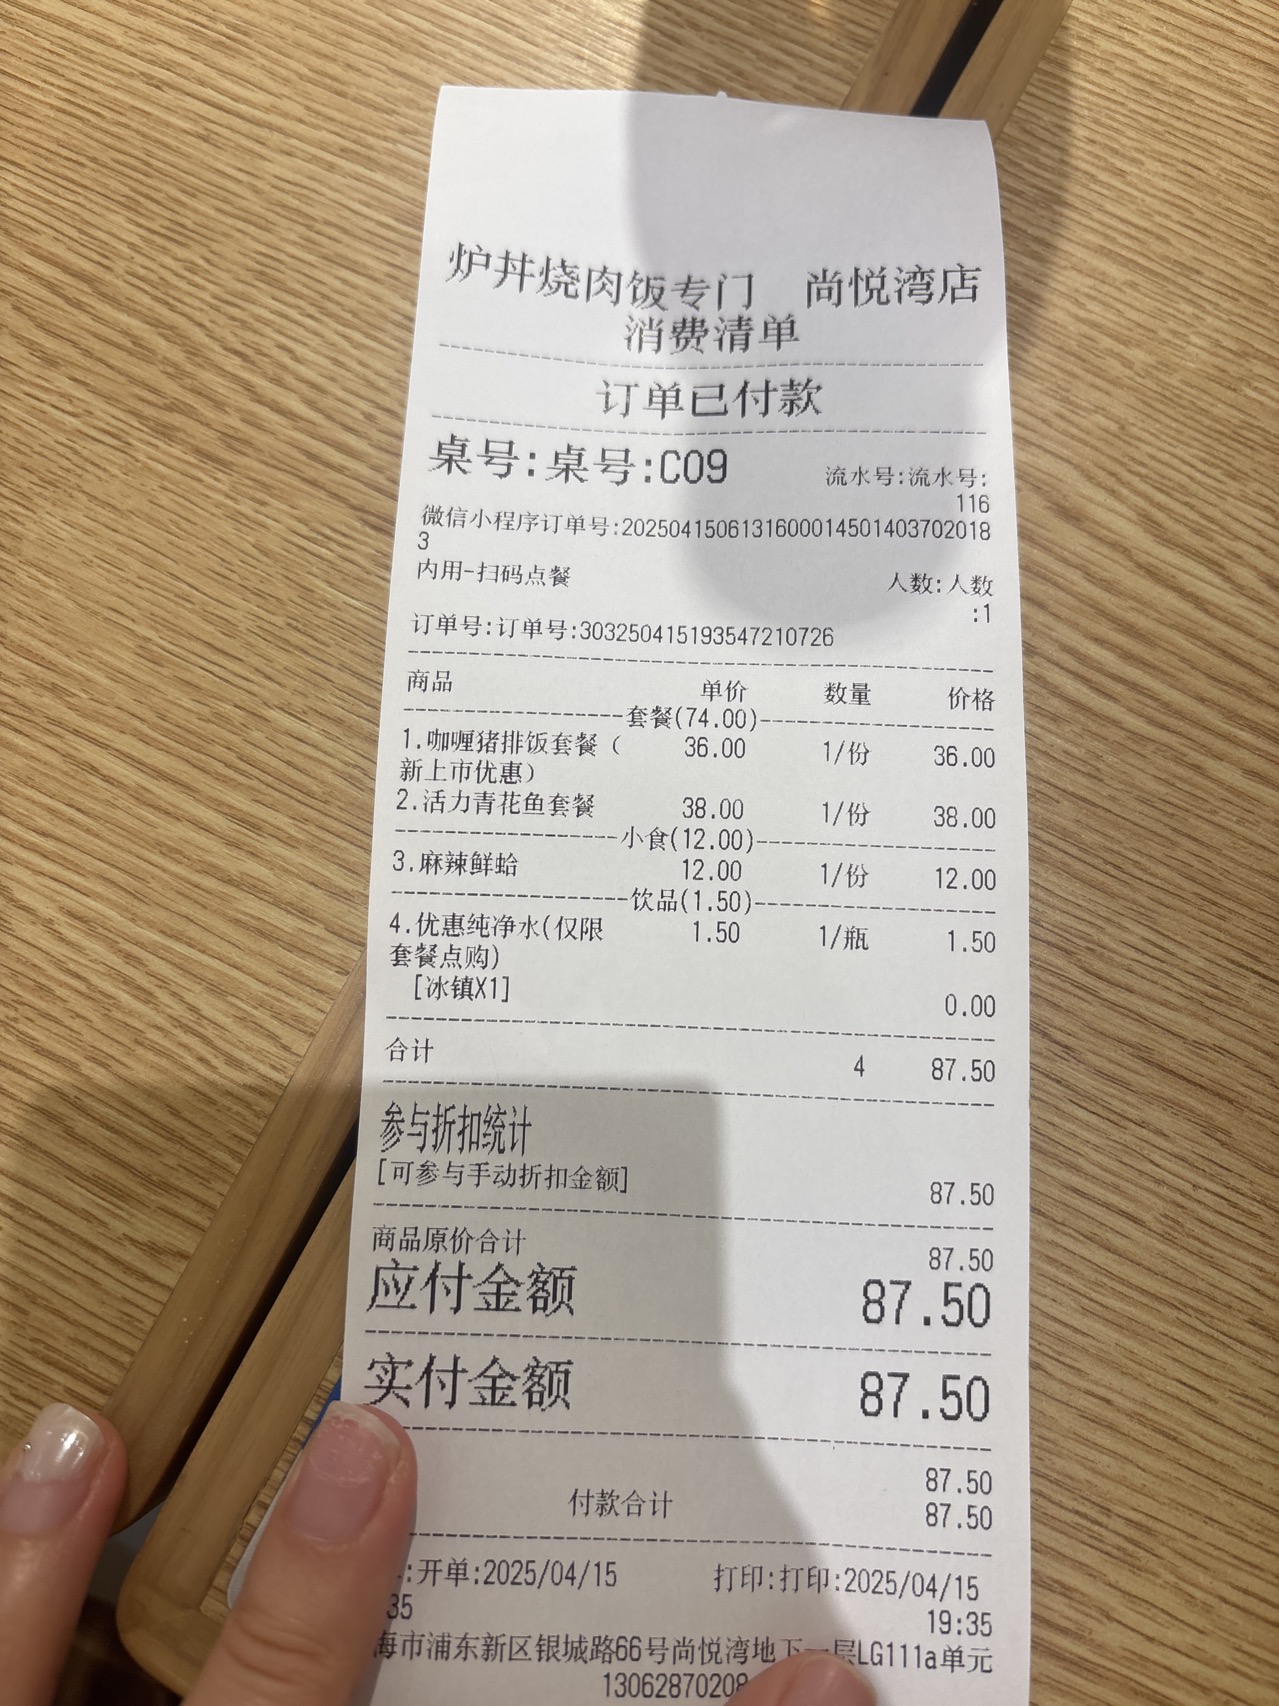 炉丼烧肉饭专门 尚悦湾店
消费清单
订单已付款
桌号:桌号:C09 流水号:流水号:
116
微信小程序订单号:2025041506131600014501403702018
3
内用-扫码点餐 人数:人数
:1
订单号:订单号:303250415193547210726
商品 单价 数量 价格
套餐(74.00)
1.咖喱猪排饭套餐( 36.00 1/份 36.00
新上市优惠)
2.活力青花鱼套餐 38.00 1/份 38.00
小食(12.00)
3.麻辣鲜蛤 12.00 1/份 12.00
饮品(1.50)
4.优惠纯净水(仅限 1.50 1/瓶 1.50
套餐点购)
[冰镇X1] 0.00
合计 4 87.50
参与折扣统计
[可参与手动折扣金额] 87.50
商品原价合计 87.50
应付金额 87.50
实付金额 87.50
87.50
付款合计 87.50
:开单:2025/04/15 打印:打印:2025/04/15
35 19:35
海市浦东新区银城路66号尚悦湾地下一层LG111a单元
13062870208